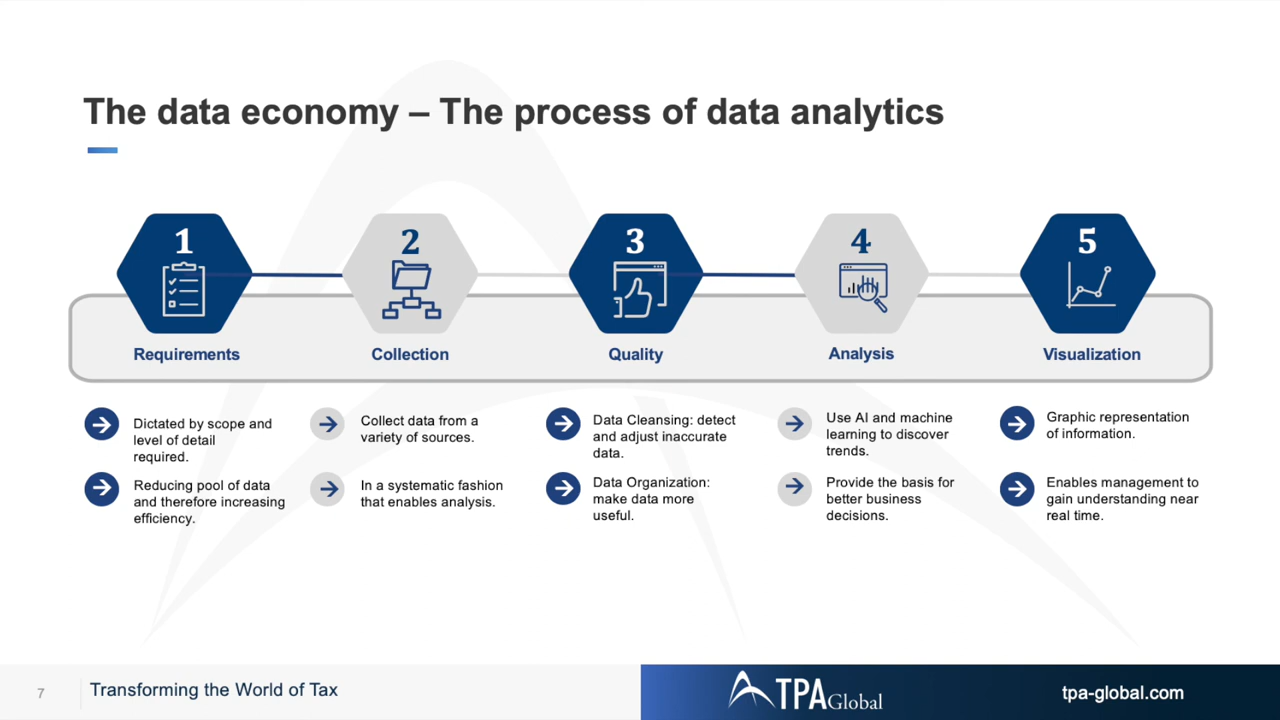 The data economy – The process of data analytics
1
2
3
4
5
Requirements
Collection
Quality
Analysis
Visualization
Dictated by scope and
level of detail
required.
Reducing pool of data
and therefore increasing
efficiency.
Collect data from a
variety of sources.
In a systematic fashion
that enables analysis.
Data Cleansing: detect
and adjust inaccurate
data.
Data Organization:
make data more
useful.
Use AI and machine
learning to discover
trends.
Provide the basis for
better business
decisions.
Graphic representation
of information.
Enables management to
gain understanding near
real time.
7
Transforming the World of Tax
TPA Global
tpa-global.com